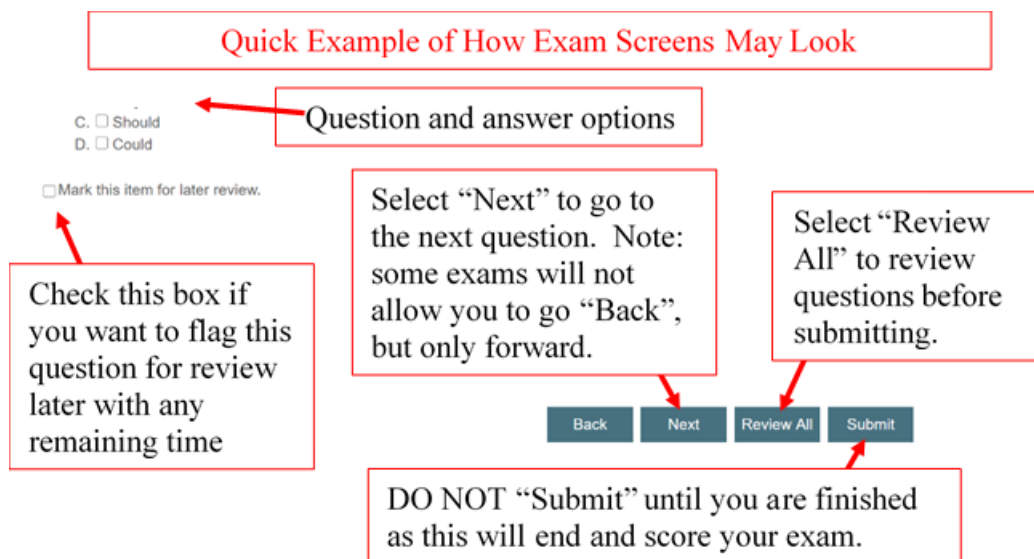 Quick Example of How Exam Screens May Look
Question and answer options
C. Should
D. Could
Mark this item for later review.
Select “Next” to go to
the next question. Note:
some exams will not
allow you to go “Back”,
but only forward.
Select “Review
All” to review
questions before
submitting.
Check this box if
you want to flag this
question for review
later with any
remaining time
Back Next Review All Submit
DO NOT “Submit” until you are finished
as this will end and score your exam.